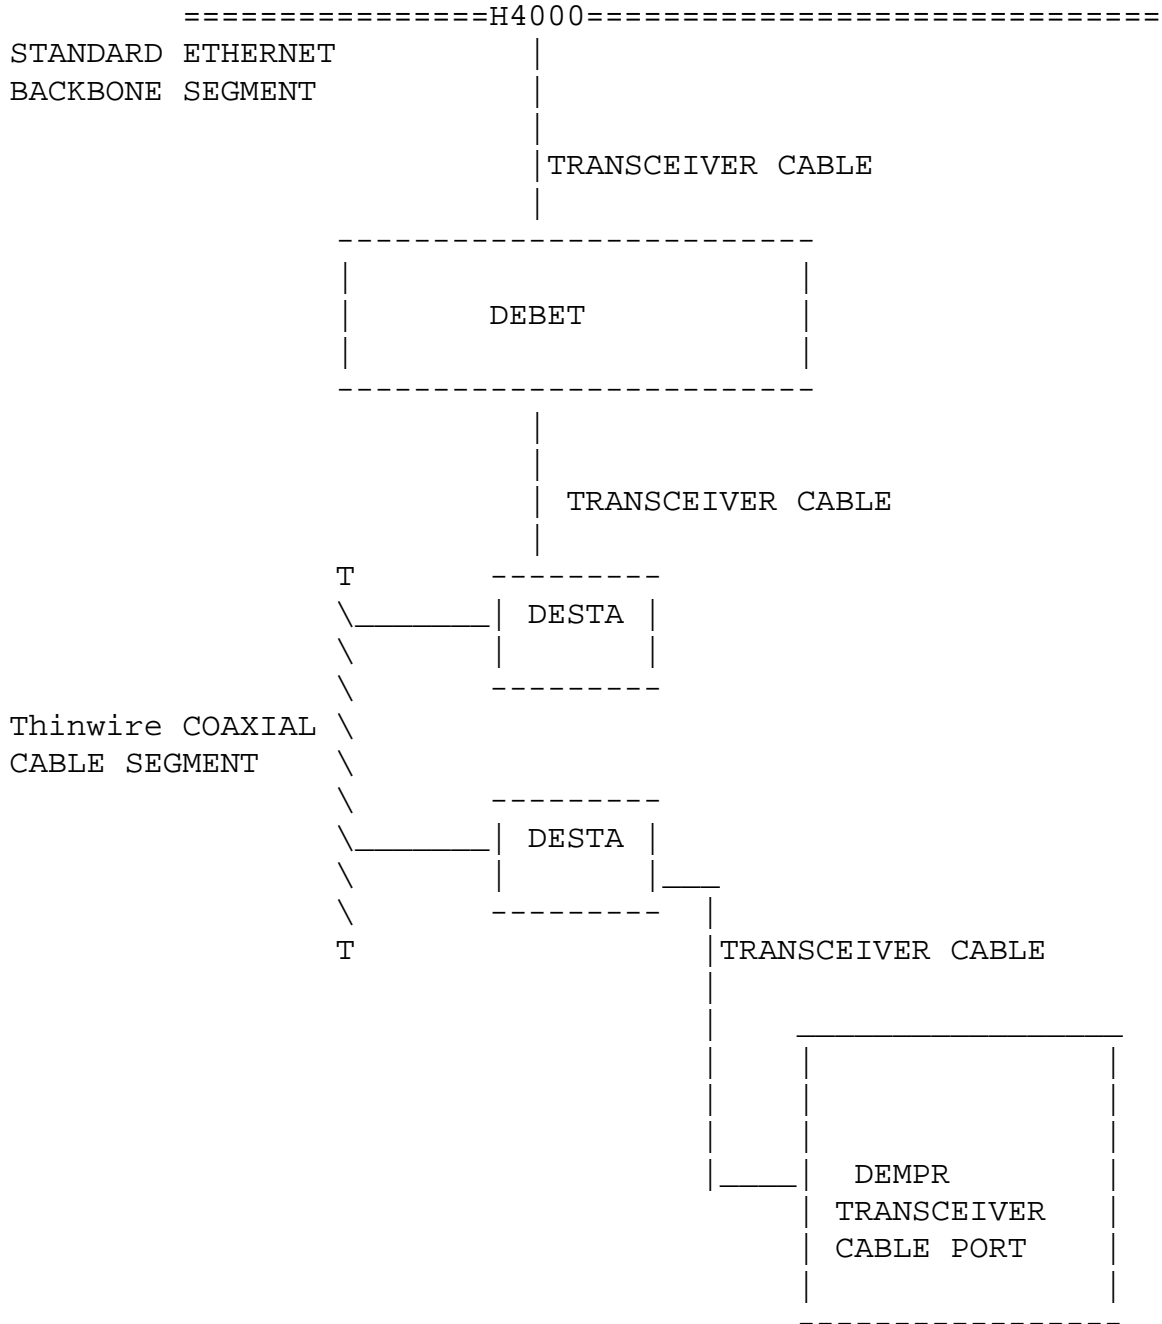 ================H4000==============================
STANDARD ETHERNET
BACKBONE SEGMENT
TRANSCEIVER CABLE
DEBET
TRANSCEIVER CABLE
T
DESTA
Thinwire COAXIAL
CABLE SEGMENT
DESTA
T
TRANSCEIVER CABLE
DEMPR
TRANSCEIVER
CABLE PORT